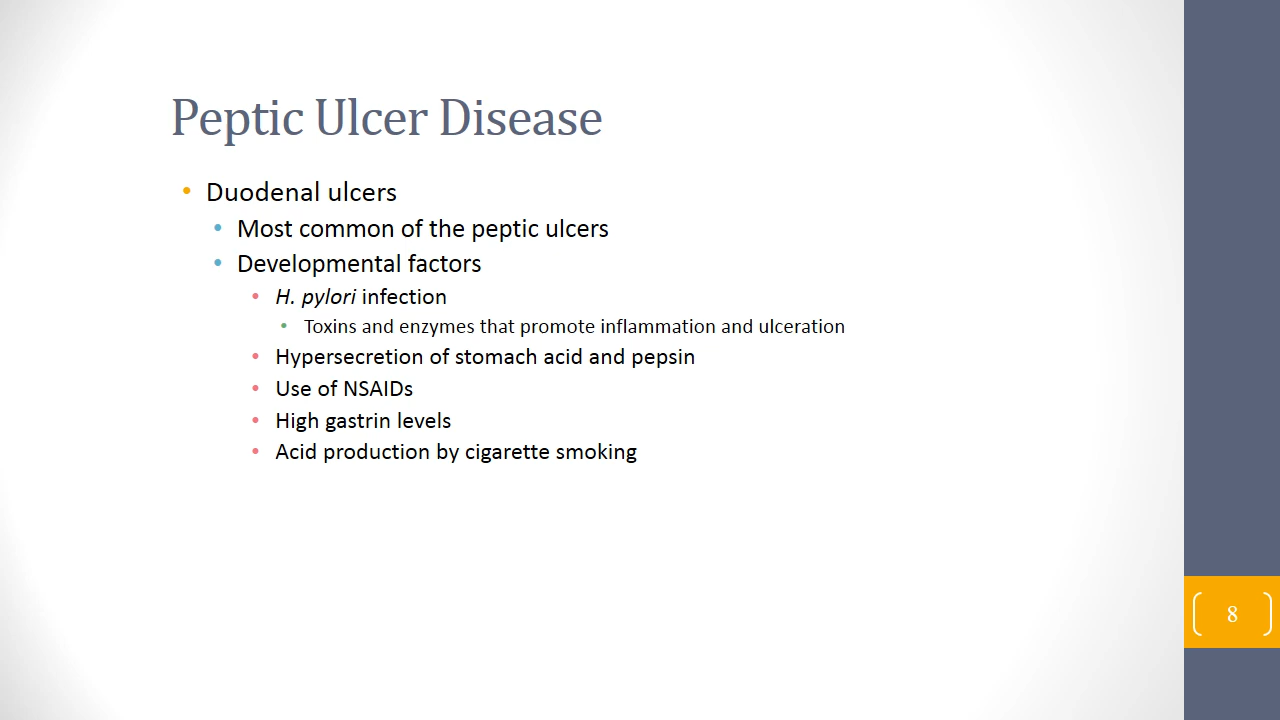 Peptic Ulcer Disease
• Duodenal ulcers
• Most common of the peptic ulcers
• Developmental factors
• H. pylori infection
• Toxins and enzymes that promote inflammation and ulceration
• Hypersecretion of stomach acid and pepsin
• Use of NSAIDs
• High gastrin levels
• Acid production by cigarette smoking
8